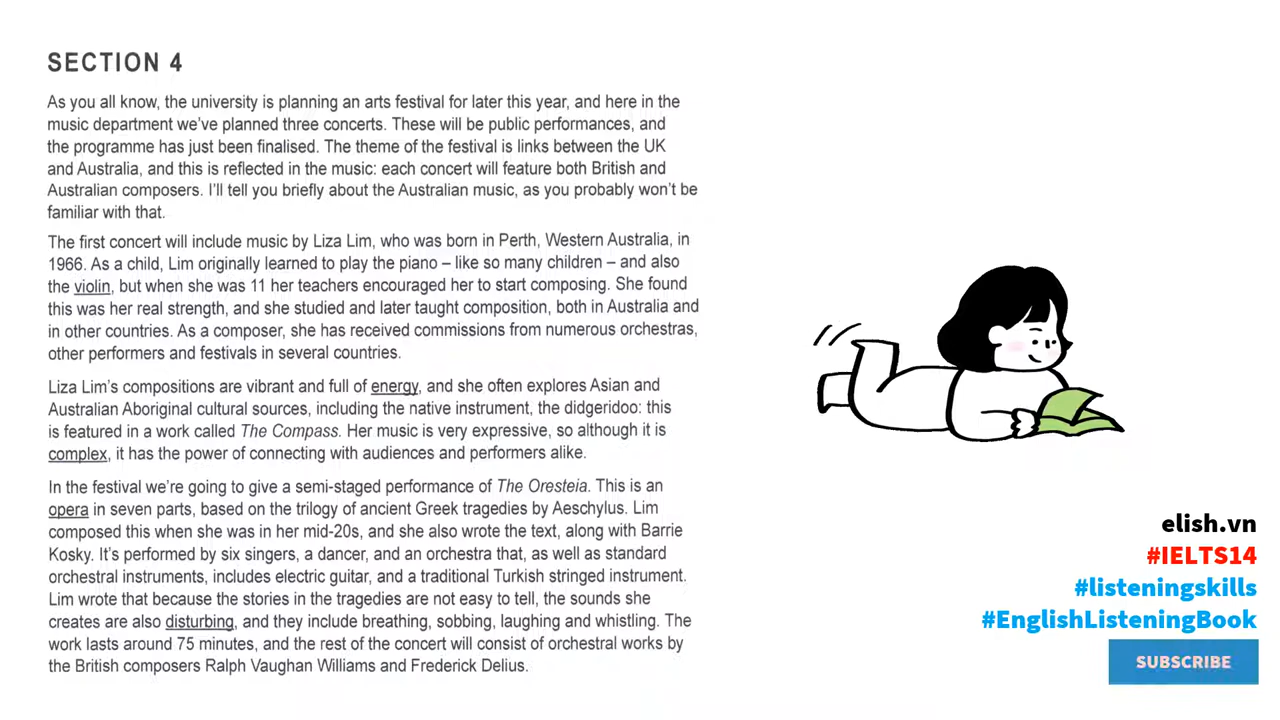 SECTION 4
As you all know, the university is planning an arts festival for later this year, and here in the
music department we've planned three concerts. These will be public performances, and
the programme has just been finalised. The theme of the festival is links between the UK
and Australia, and this is reflected in the music: each concert will feature both British and
Australian composers. I'll tell you briefly about the Australian music, as you probably won't be
familiar with that.
The first concert will include music by Liza Lim, who was born in Perth, Western Australia, in
1966. As a child, Lim originally learned to play the piano – like so many children – and also
the violin, but when she was 11 her teachers encouraged her to start composing. She found
this was her real strength, and she studied and later taught composition, both in Australia and
in other countries. As a composer, she has received commissions from numerous orchestras,
other performers and festivals in several countries.
Liza Lim's compositions are vibrant and full of energy, and she often explores Asian and
Australian Aboriginal cultural sources, including the native instrument, the didgeridoo: this
is featured in a work called The Compass. Her music is very expressive, so although it is
complex, it has the power of connecting with audiences and performers alike.
In the festival we're going to give a semi-staged performance of The Oresteia. This is an
opera in seven parts, based on the trilogy of ancient Greek tragedies by Aeschylus. Lim
composed this when she was in her mid-20s, and she also wrote the text, along with Barrie
Kosky. It's performed by six singers, a dancer, and an orchestra that, as well as standard
orchestral instruments, includes electric guitar, and a traditional Turkish stringed instrument.
Lim wrote that because the stories in the tragedies are not easy to tell, the sounds she
creates are also disturbing, and they include breathing, sobbing, laughing and whistling. The
work lasts around 75 minutes, and the rest of the concert will consist of orchestral works by
the British composers Ralph Vaughan Williams and Frederick Delius.
elish.vn
#IELTS14
#listeningskills
#EnglishListeningBook
SUBSCRIBE